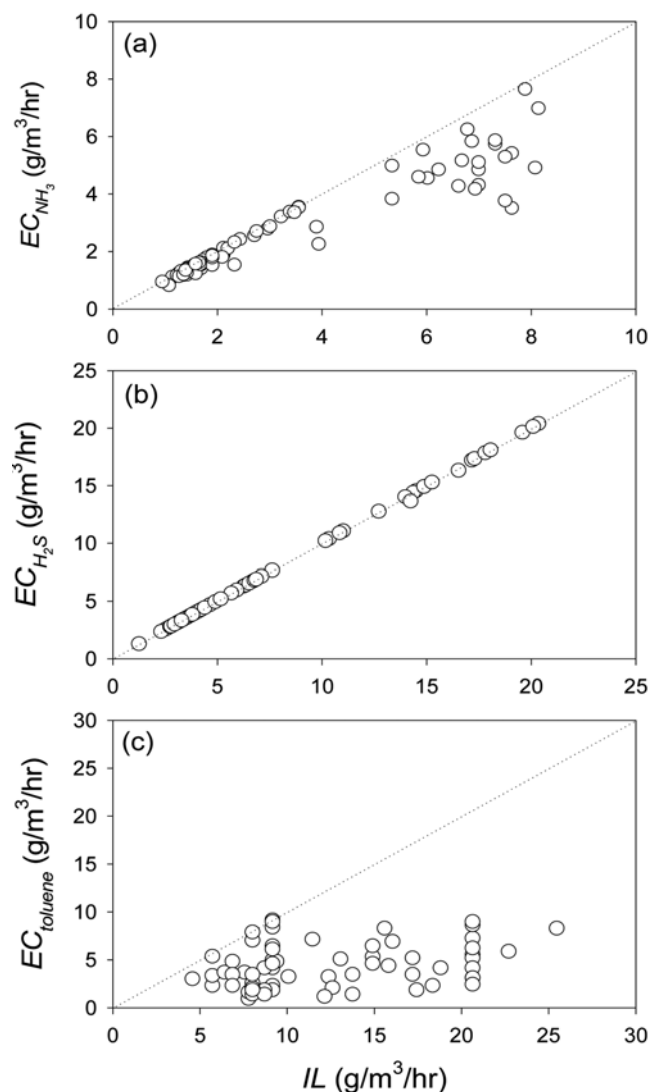 (a)
EC_NH₃ (g/m³/hr)
10
8
6
4
2
0
0 2 4 6 8 10
(b)
EC_H₂S (g/m³/hr)
25
20
15
10
5
0
0 5 10 15 20 25
(c)
EC_toluene (g/m³/hr)
30
25
20
15
10
5
0
0 5 10 15 20 25 30
IL (g/m³/hr)